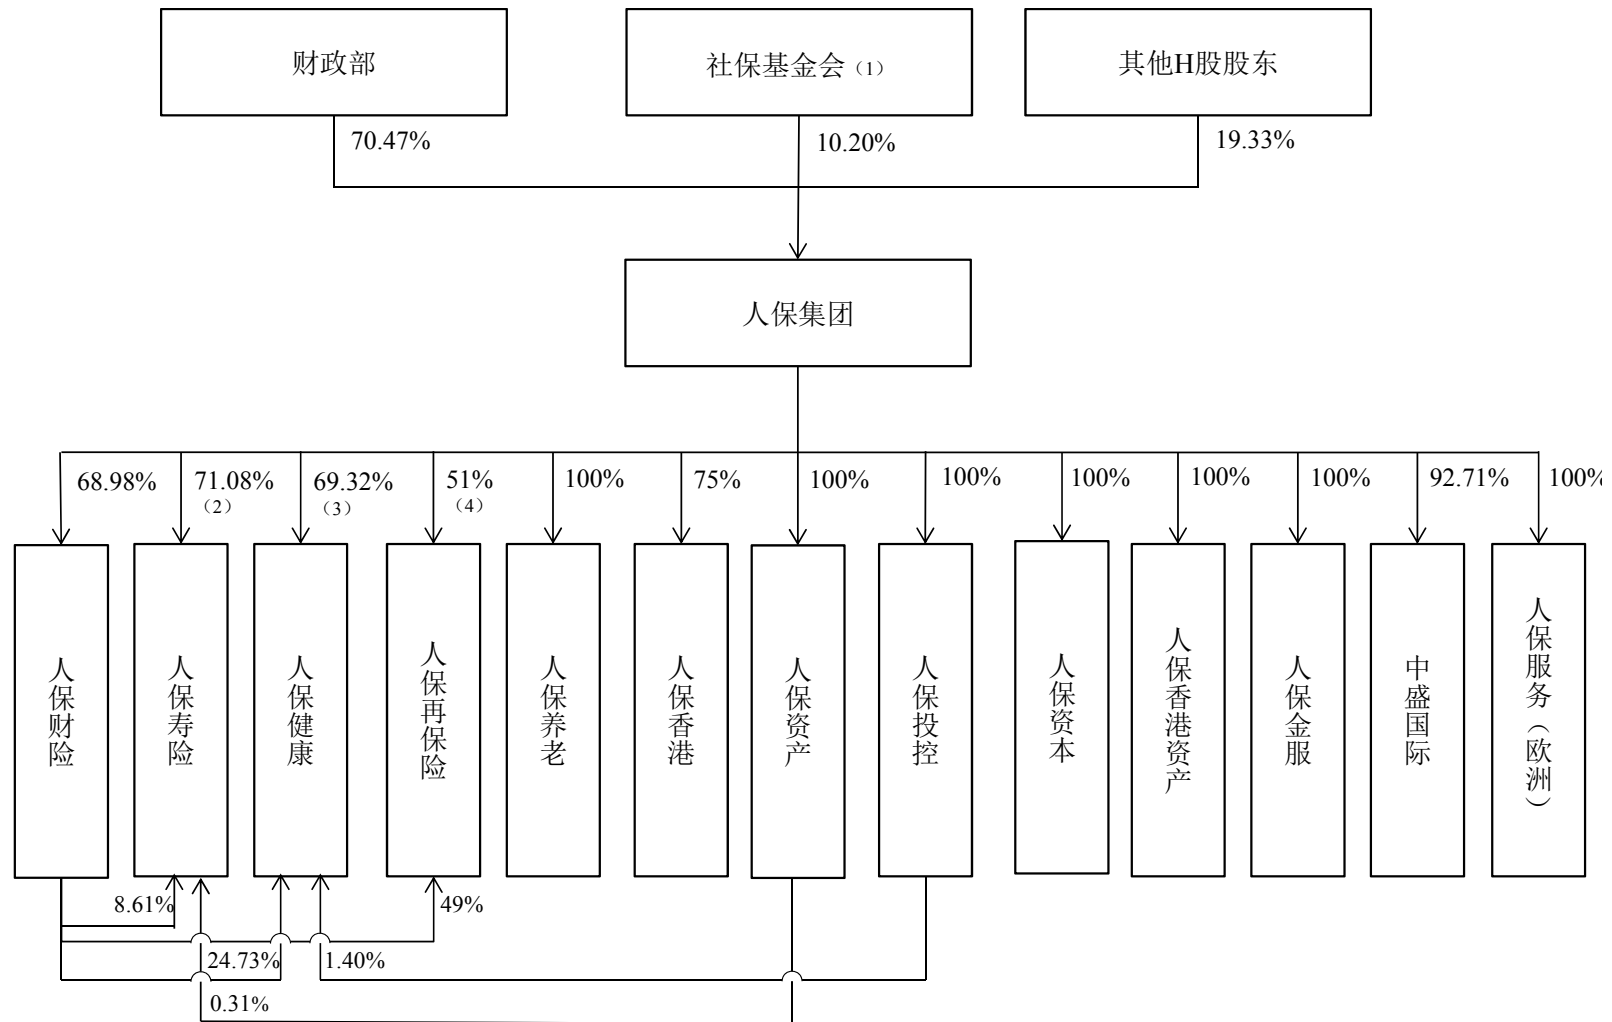 财政部
社保基金会（1）
其他H股股东
70.47%
10.20%
19.33%
人保集团
68.98%
71.08%
（2）
69.32%
（3）
51%
（4）
100%
75%
100%
100%
100%
100%
100%
92.71%
100%
人保财险
人保寿险
人保健康
人保再保险
人保养老
人保香港
人保资产
人保投控
人保资本
人保香港资产
人保金服
中盛国际
人保服务（欧洲）
8.61%
49%
24.73%
1.40%
0.31%